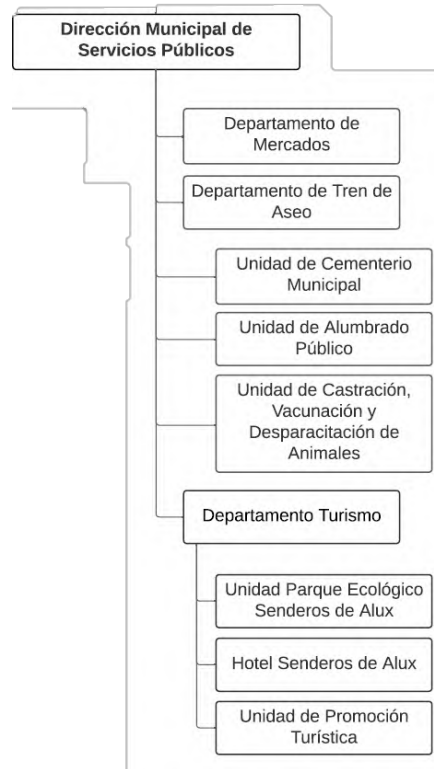 Dirección Municipal de
Servicios Públicos
Departamento de
Mercados
Departamento de Tren de
Aseo
Unidad de Cementerio
Municipal
Unidad de Alumbrado
Público
Unidad de Castración,
Vacunación y
Desparacitación de
Animales
Departamento Turismo
Unidad Parque Ecológico
Senderos de Alux
Hotel Senderos de Alux
Unidad de Promoción
Turística